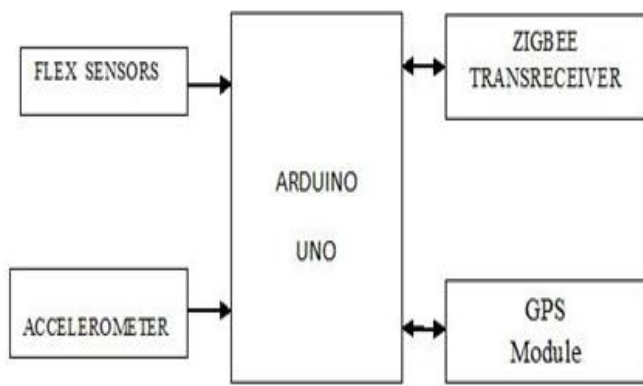 FLEX SENSORS
ACCELEROMETER
ARDUINO
UNO
ZIGBEE
TRANSRECEIVER
GPS
Module